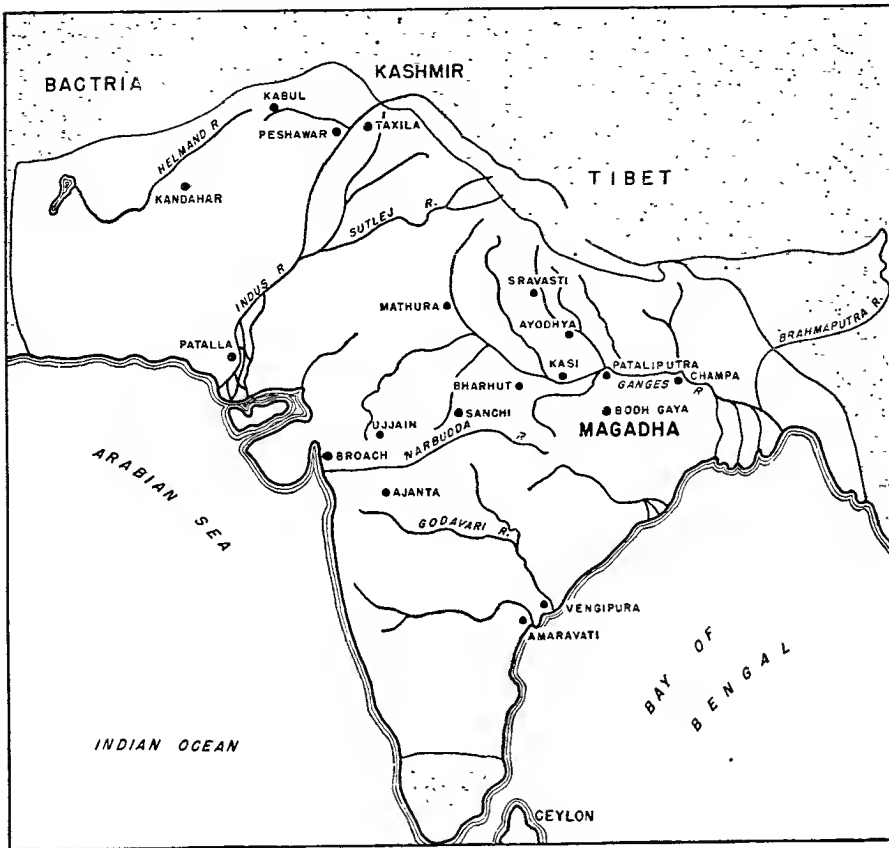 BACTRIA
KASHMIR
KABUL
PESHAWAR
TAXILA
HELMAND R
KANDAHAR
TIBET
SUTLEJ R.
INDUS R
SRAVASTI
MATHURA
AYODHYA
BRAHMAPUTRA R.
PATALLA
KASI
PATALIPUTRA
GANGES R
CHAMPA
BHARHUT
SANCHI
BODH GAYA
UJJAIN
MAGADHA
NARBUDDA R
BROACH
ARABIAN SEA
AJANTA
GODAVARI R.
VENGIPURA
AMARAVATI
BAY OF BENGAL
INDIAN OCEAN
CEYLON